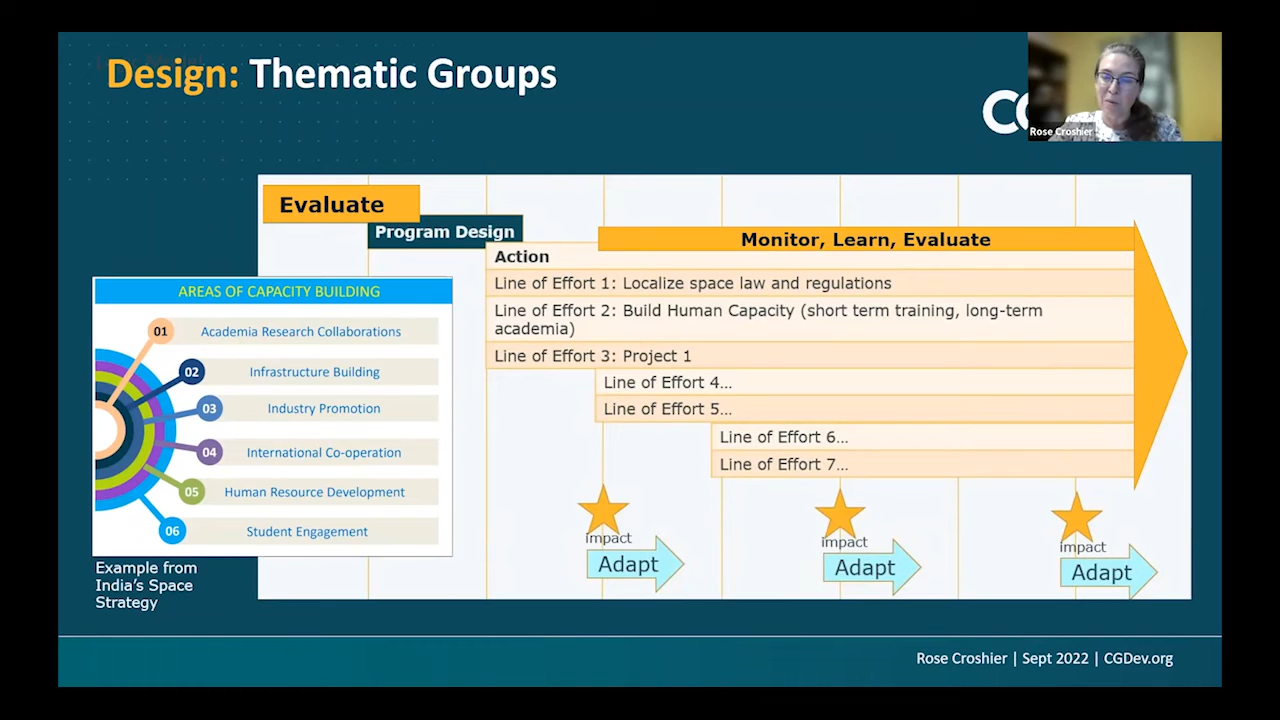 Design: Thematic Groups
Rose Croshier
Evaluate
Program Design
Monitor, Learn, Evaluate
Action
Line of Effort 1: Localize space law and regulations
Line of Effort 2: Build Human Capacity (short term training, long-term
academia)
Line of Effort 3: Project 1
Line of Effort 4...
Line of Effort 5...
Line of Effort 6...
Line of Effort 7...
AREAS OF CAPACITY BUILDING
01 Academia Research Collaborations
02 Infrastructure Building
03 Industry Promotion
04 International Co-operation
05 Human Resource Development
06 Student Engagement
Example from
India's Space
Strategy
impact
Adapt
impact
Adapt
impact
Adapt
Rose Croshier | Sept 2022 | CGDev.org